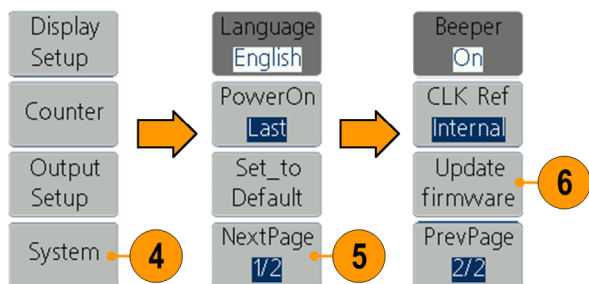 Display
Setup
Counter
Output
Setup
System
4
Language
English
PowerOn
Last
Set_to
Default
NextPage
1/2
5
Beeper
On
CLK Ref
Internal
Update
firmware
6
PrevPage
2/2